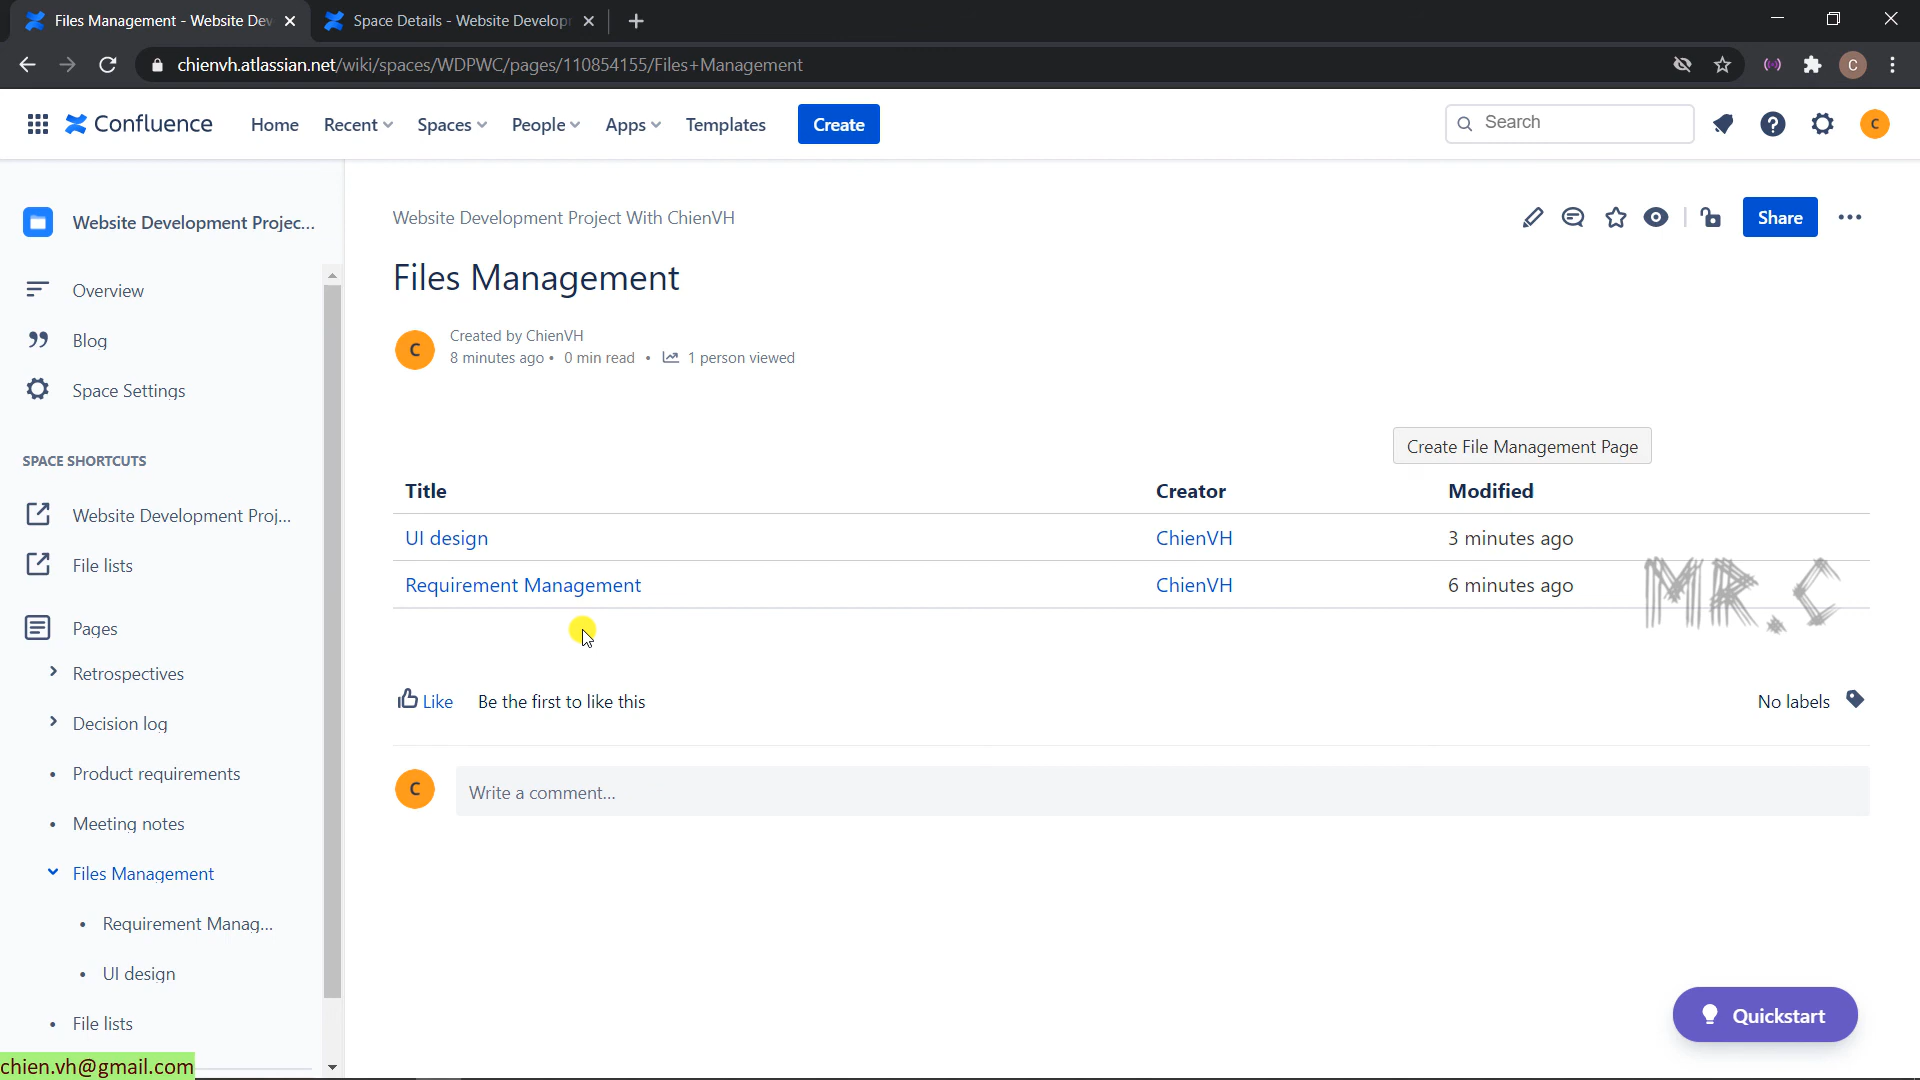 Files Management - Website Dev
Space Details - Website Develop
chienvh.atlassian.net/wiki/spaces/WDPWC/pages/110854155/Files+Management
C
Confluence
Home
Recent
Spaces
People
Apps
Templates
Create
Search
C
Website Development Projec...
Overview
Blog
Space Settings
SPACE SHORTCUTS
Website Development Proj...
File lists
Pages
Retrospectives
Decision log
Product requirements
Meeting notes
Files Management
Requirement Manag...
UI design
File lists
chien.vh@gmail.com
Website Development Project With ChienVH
Share
Files Management
C
Created by ChienVH
8 minutes ago • 0 min read • 1 person viewed
Create File Management Page
Title Creator Modified
UI design ChienVH 3 minutes ago
Requirement Management ChienVH 6 minutes ago
MR.C
Like Be the first to like this
No labels
C
Write a comment...
Quickstart